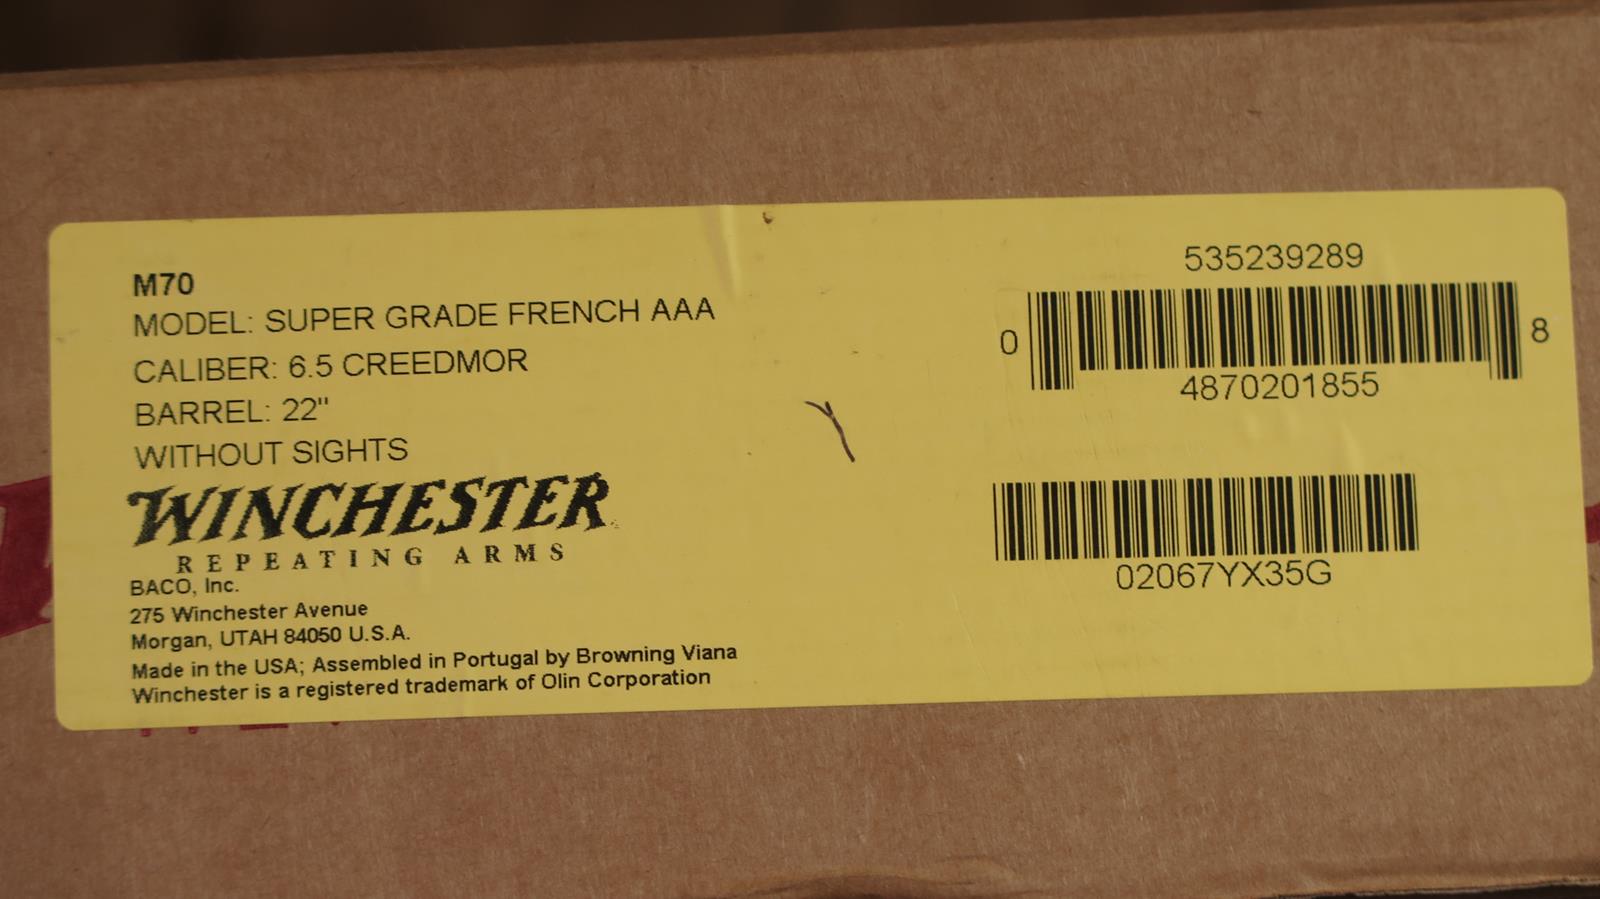 M70
MODEL: SUPER GRADE FRENCH AAA
CALIBER: 6.5 CREEDMOR
BARREL: 22"
WITHOUT SIGHTS
WINCHESTER
REPEATING ARMS
BACO, Inc.
275 Winchester Avenue
Morgan, UTAH 84050 U.S.A.
Made in the USA; Assembled in Portugal by Browning Viana
Winchester is a registered trademark of Olin Corporation
535239289
0 8
4870201855
02067YX35G